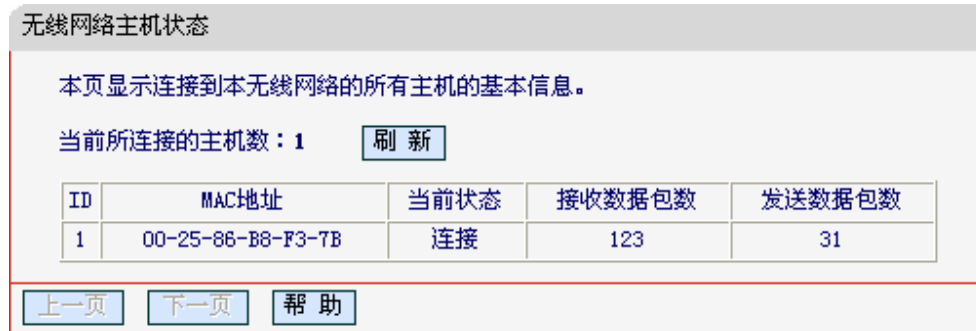 无线网络主机状态
本页显示连接到本无线网络的所有主机的基本信息。
当前所连接的主机数：1 刷 新
ID MAC地址 当前状态 接收数据包数 发送数据包数
1 00-25-86-B8-F3-7B 连接 123 31
上一页 下一页 帮 助